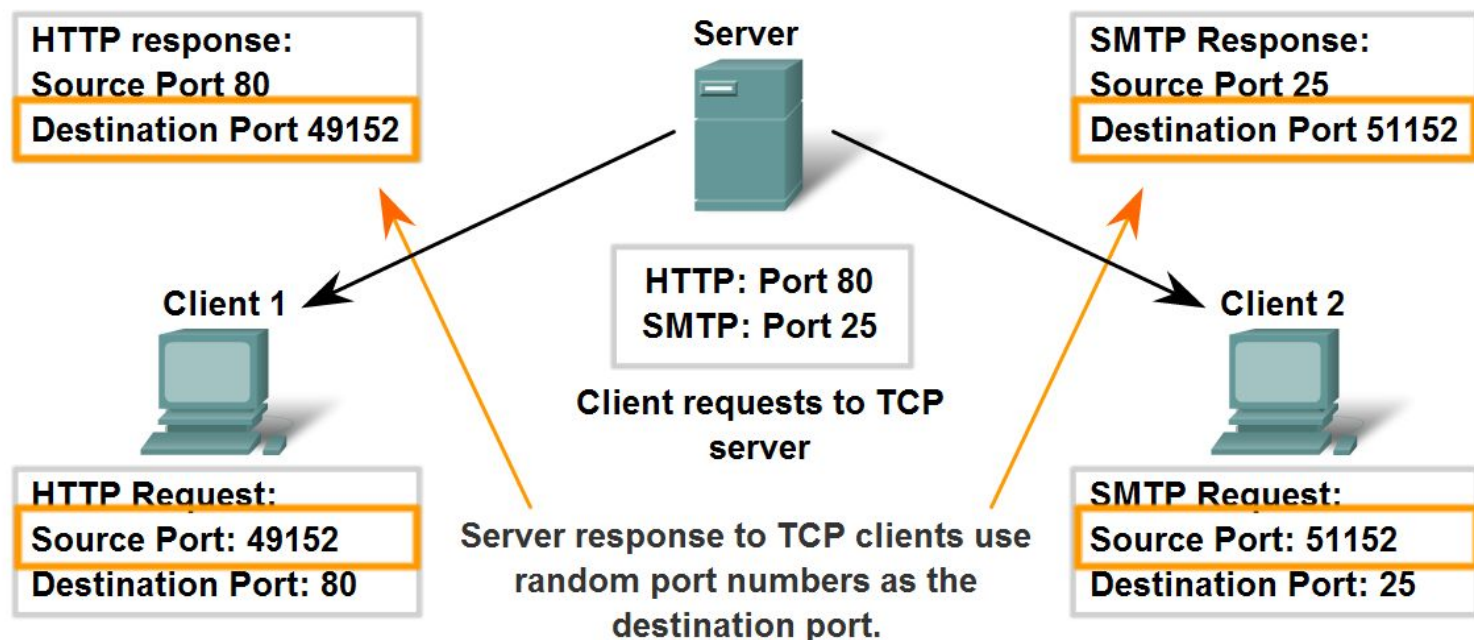 HTTP response:
Source Port 80
Destination Port 49152
Server
SMTP Response:
Source Port 25
Destination Port 51152
Client 1
HTTP: Port 80
SMTP: Port 25
Client 2
Client requests to TCP
server
HTTP Request:
Source Port: 49152
Destination Port: 80
Server response to TCP clients use
random port numbers as the
destination port.
SMTP Request:
Source Port: 51152
Destination Port: 25